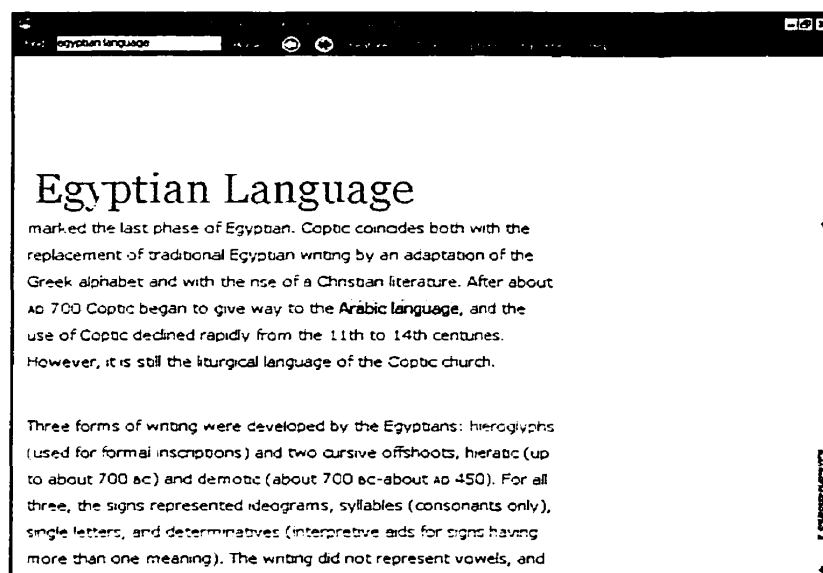 egyptian language
Egyptian Language
marked the last phase of Egyptian. Coptic coincides both with the
replacement of traditional Egyptian writing by an adaptation of the
Greek alphabet and with the rise of a Christian literature. After about
AD 700 Coptic began to give way to the Arabic language, and the
use of Coptic declined rapidly from the 11th to 14th centuries.
However, it is still the liturgical language of the Coptic church.
Three forms of writing were developed by the Egyptians: hieroglyphs
(used for formal inscriptions) and two cursive offshoots, hieratic (up
to about 700 BC) and demotic (about 700 BC-about AD 450). For all
three, the signs represented ideograms, syllables (consonants only),
single letters, and determinatives (interpretive aids for signs having
more than one meaning). The writing did not represent vowels, and